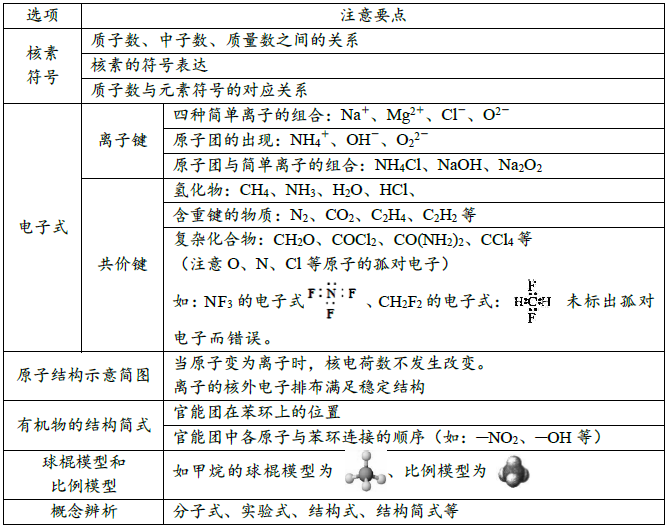 选项 注意要点
核素符号
质子数、中子数、质量数之间的关系
核素的符号表达
质子数与元素符号的对应关系
电子式
离子键
四种简单离子的组合：Na⁺、Mg²⁺、Cl⁻、O²⁻
原子团的出现：NH₄⁺、OH⁻、O₂²⁻
原子团与简单离子的组合：NH4Cl、NaOH、Na2O2
共价键
氢化物：CH4、NH3、H2O、HCl、
含重键的物质：N2、CO2、C2H4、C2H2 等
复杂化合物：CH2O、COCl2、CO(NH2)2、CCl4 等
（注意 O、N、Cl 等原子的孤对电子）
如：NF3 的电子式 F:N:F F 、CH2F2 的电子式： F H:C:H F 未标出孤对
电子而错误。
原子结构示意简图
当原子变为离子时，核电荷数不发生改变。
离子的核外电子排布满足稳定结构
有机物的结构简式
官能团在苯环上的位置
官能团中各原子与苯环连接的顺序（如：—NO2、—OH 等）
球棍模型和
比例模型
如甲烷的球棍模型为 、比例模型为
概念辨析 分子式、实验式、结构式、结构简式等